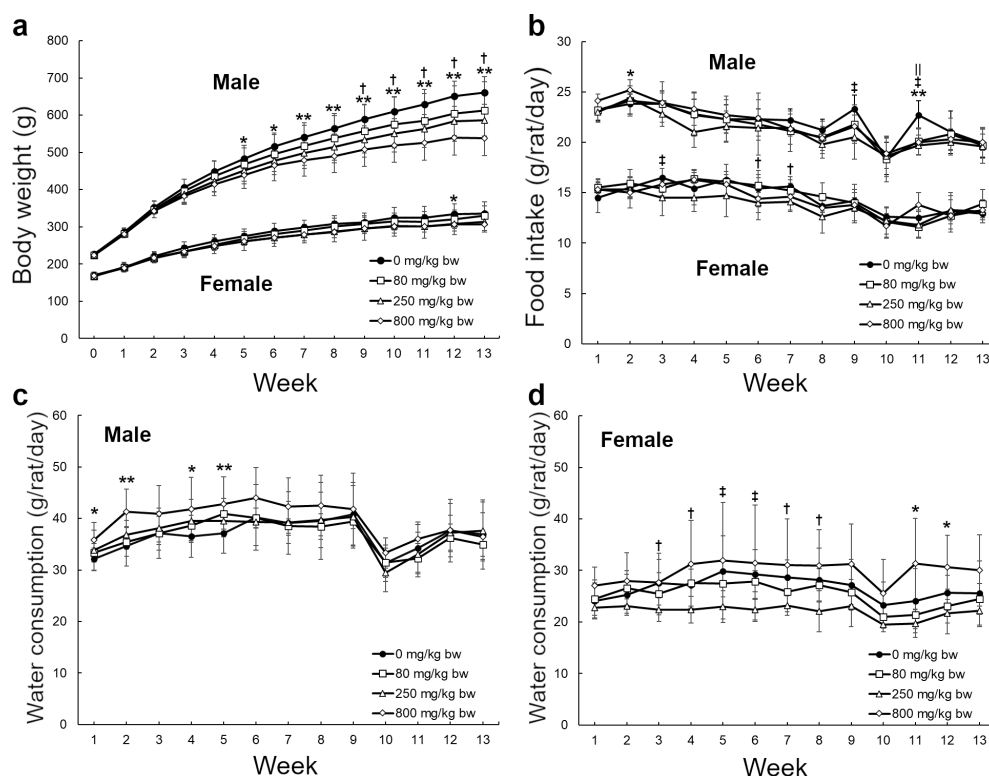 a
800
700
600
500
400
300
200
100
0
Body weight (g)
Male
Female
* * ** ** † ** † ** † ** † ** † **
*
0 mg/kg bw
80 mg/kg bw
250 mg/kg bw
800 mg/kg bw
0 1 2 3 4 5 6 7 8 9 10 11 12 13
Week
b
30
25
20
15
10
5
0
Food intake (g/rat/day)
Male
Female
* ‡ || ‡ **
‡ † †
0 mg/kg bw
80 mg/kg bw
250 mg/kg bw
800 mg/kg bw
1 2 3 4 5 6 7 8 9 10 11 12 13
Week
c
60
50
40
30
20
10
0
Water consumption (g/rat/day)
Male
* ** * **
0 mg/kg bw
80 mg/kg bw
250 mg/kg bw
800 mg/kg bw
1 2 3 4 5 6 7 8 9 10 11 12 13
Week
d
60
50
40
30
20
10
0
Water consumption (g/rat/day)
Female
† † ‡ ‡ † † * *
0 mg/kg bw
80 mg/kg bw
250 mg/kg bw
800 mg/kg bw
1 2 3 4 5 6 7 8 9 10 11 12 13
Week